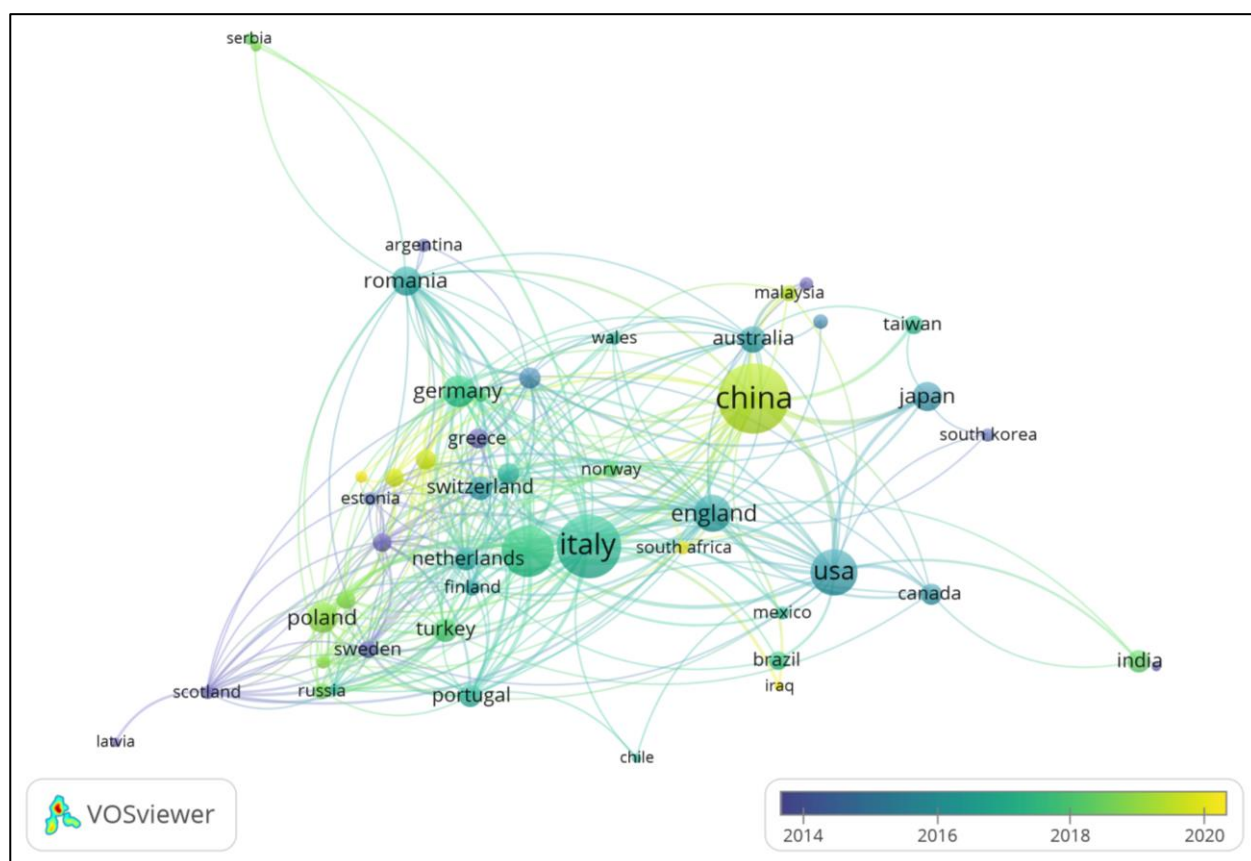 serbia
argentina
romania
malaysia
wales
australia
taiwan
germany
china
japan
greece
south korea
norway
switzerland
estonia
england
italy
south africa
netherlands
usa
finland
canada
mexico
poland
turkey
sweden
brazil
india
scotland
russia
portugal
iraq
latvia
chile
VOSviewer
2014 2016 2018 2020